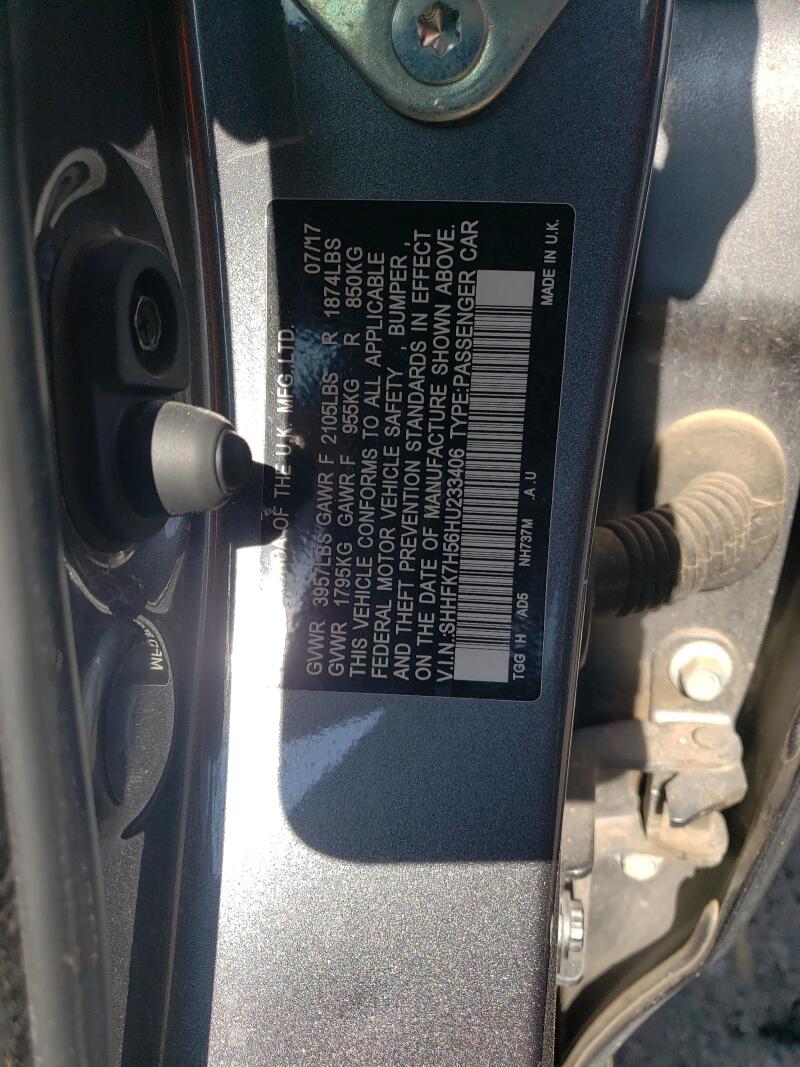 OF THE U.K. MFG. LTD.
07/17
GVWR 3957LBS GAWR F 2105LBS R 1874LBS
GVWR 1795KG GAWR F 955KG R 850KG
THIS VEHICLE CONFORMS TO ALL APPLICABLE
FEDERAL MOTOR VEHICLE SAFETY , BUMPER ,
AND THEFT PREVENTION STANDARDS IN EFFECT
ON THE DATE OF MANUFACTURE SHOWN ABOVE.
V.I.N.:SHHFK7H56HU233406 TYPE:PASSENGER CAR
TGG H AD5 NH737M .A .U MADE IN U.K.